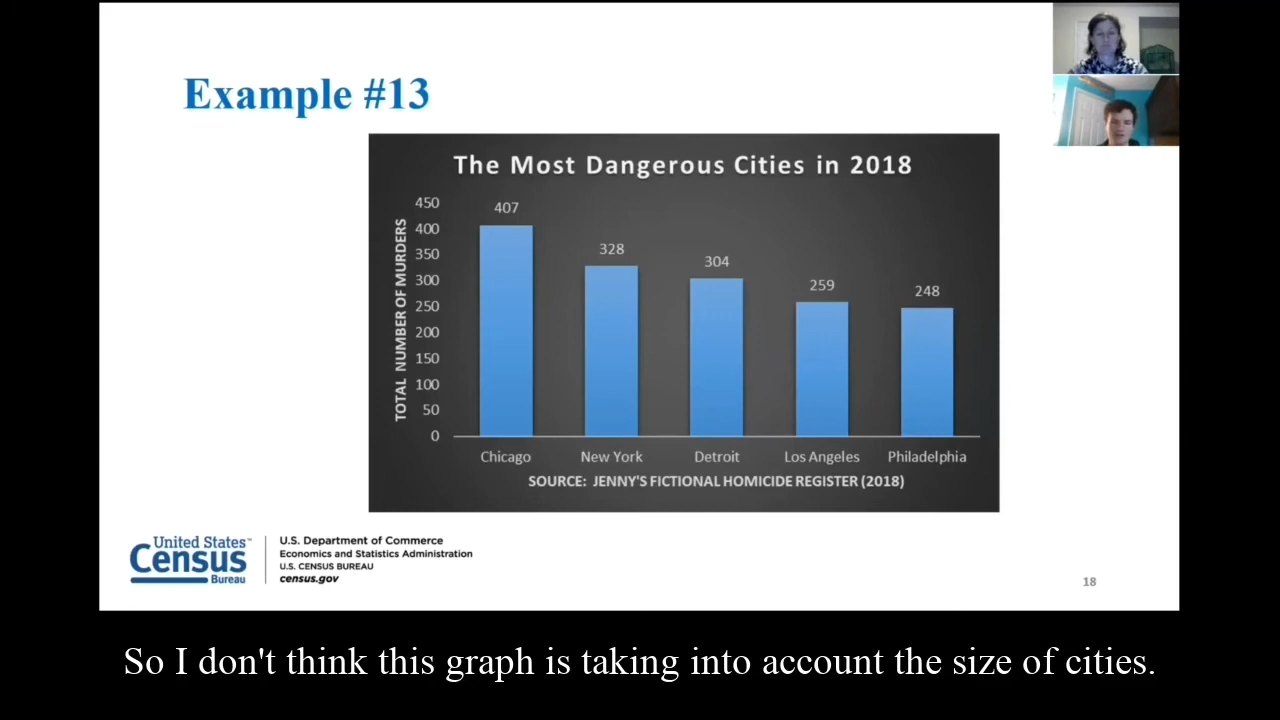 Example #13
The Most Dangerous Cities in 2018
TOTAL NUMBER OF MURDERS
450
400
350
300
250
200
150
100
50
0
407
328
304
259
248
Chicago
New York
Detroit
Los Angeles
Philadelphia
SOURCE: JENNY'S FICTIONAL HOMICIDE REGISTER (2018)
United States™
Census
Bureau
U.S. Department of Commerce
Economics and Statistics Administration
U.S. CENSUS BUREAU
census.gov
18
So I don't think this graph is taking into account the size of cities.